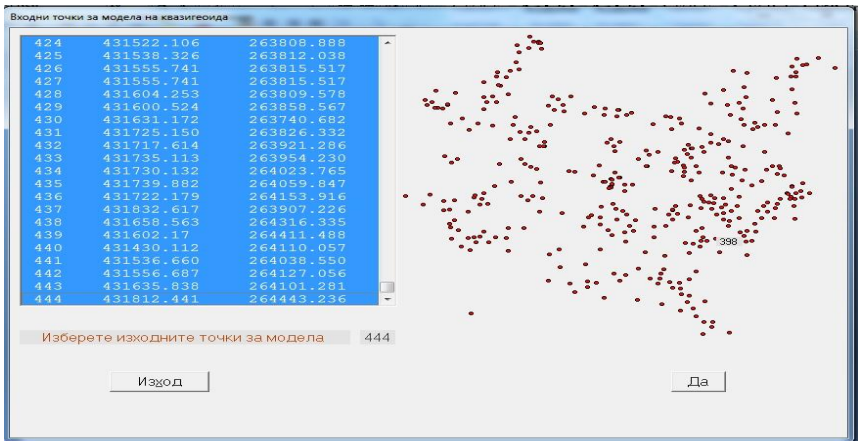 Входни точки за модела на квазигеоида
424 431522.106 263808.888
425 431538.326 263812.038
426 431555.741 263815.517
427 431555.741 263815.517
428 431604.253 263809.578
429 431600.524 263858.567
430 431631.172 263740.682
431 431725.150 263826.332
432 431717.614 263921.286
433 431735.113 263954.230
434 431730.132 264023.765
435 431739.882 264059.847
436 431722.179 264153.916
437 431832.617 263907.226
438 431658.563 264316.335
439 431602.17 264411.488
440 431430.112 264110.057
441 431536.660 264038.550
442 431556.687 264127.056
443 431635.838 264101.281
444 431812.441 264443.236
398
Изберете изходните точки за модела 444
Изход
Да